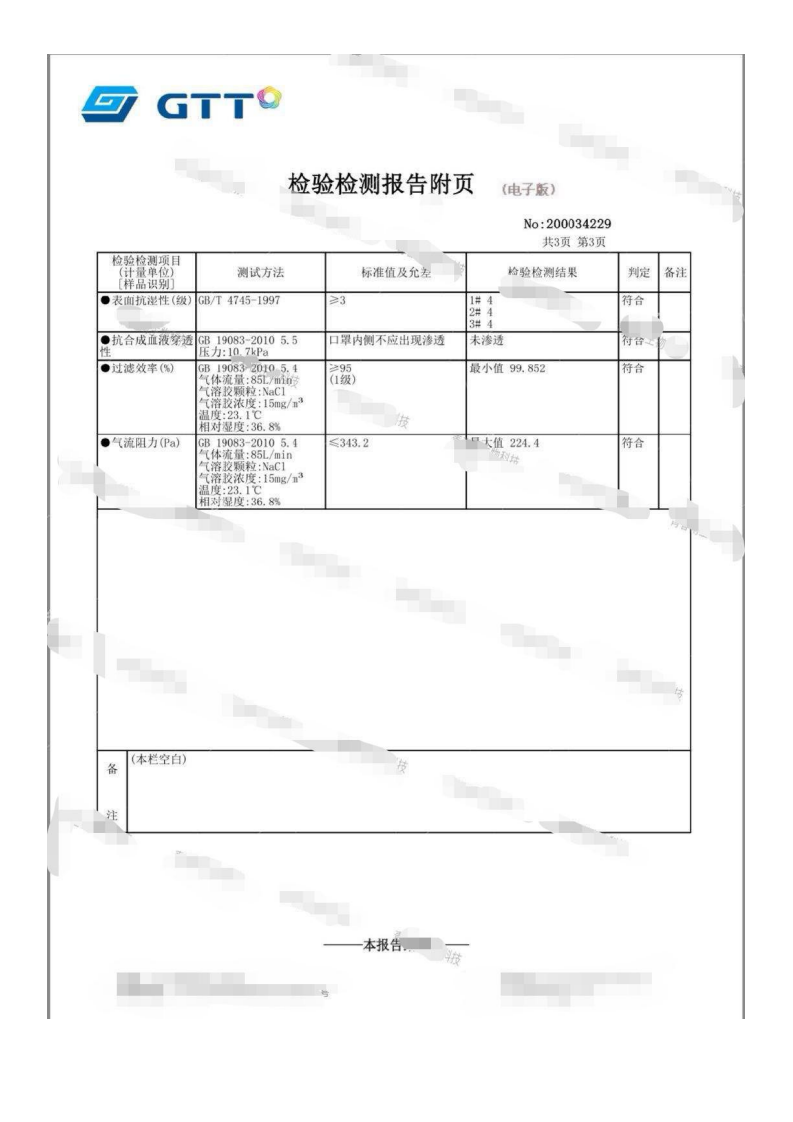 GTT
检验检测报告附页 (电子版)
No:200034229
共3页 第3页
检验检测项目
(计量单位)
[样品识别]
测试方法
标准值及允差
检验检测结果
判定
备注
●表面抗湿性(级)
GB/T 4745-1997
≥3
1# 4
2# 4
3# 4
符合
●抗合成血液穿透
性
GB 19083-2010 5.5
压力:10.7kPa
口罩内侧不应出现渗透
未渗透
符合
●过滤效率(%)
GB 19083-2010 5.4
气体流量:85L/min
气溶胶颗粒:NaCl
气溶胶浓度:15mg/m³
温度:23.1℃
相对湿度:36.8%
≥95
(1级)
最小值 99.852
符合
●气流阻力(Pa)
GB 19083-2010 5.4
气体流量:85L/min
气溶胶颗粒:NaCl
气溶胶浓度:15mg/m³
温度:23.1℃
相对湿度:36.8%
≤343.2
最大值 224.4
符合
备
注
(本栏空白)
本报告